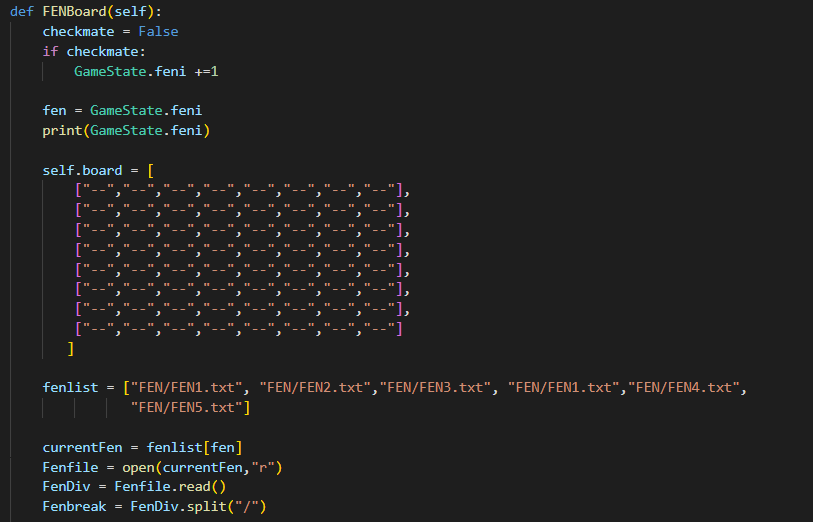 def FENBoard(self):
    checkmate = False
    if checkmate:
        GameState.feni +=1

    fen = GameState.feni
    print(GameState.feni)

    self.board = [
        ["--","--","--","--","--","--","--","--"],
        ["--","--","--","--","--","--","--","--"],
        ["--","--","--","--","--","--","--","--"],
        ["--","--","--","--","--","--","--","--"],
        ["--","--","--","--","--","--","--","--"],
        ["--","--","--","--","--","--","--","--"],
        ["--","--","--","--","--","--","--","--"],
        ["--","--","--","--","--","--","--","--"]
       ]

    fenlist = ["FEN/FEN1.txt", "FEN/FEN2.txt","FEN/FEN3.txt", "FEN/FEN1.txt","FEN/FEN4.txt",
               "FEN/FEN5.txt"]

    currentFen = fenlist[fen]
    Fenfile = open(currentFen,"r")
    FenDiv = Fenfile.read()
    Fenbreak = FenDiv.split("/")